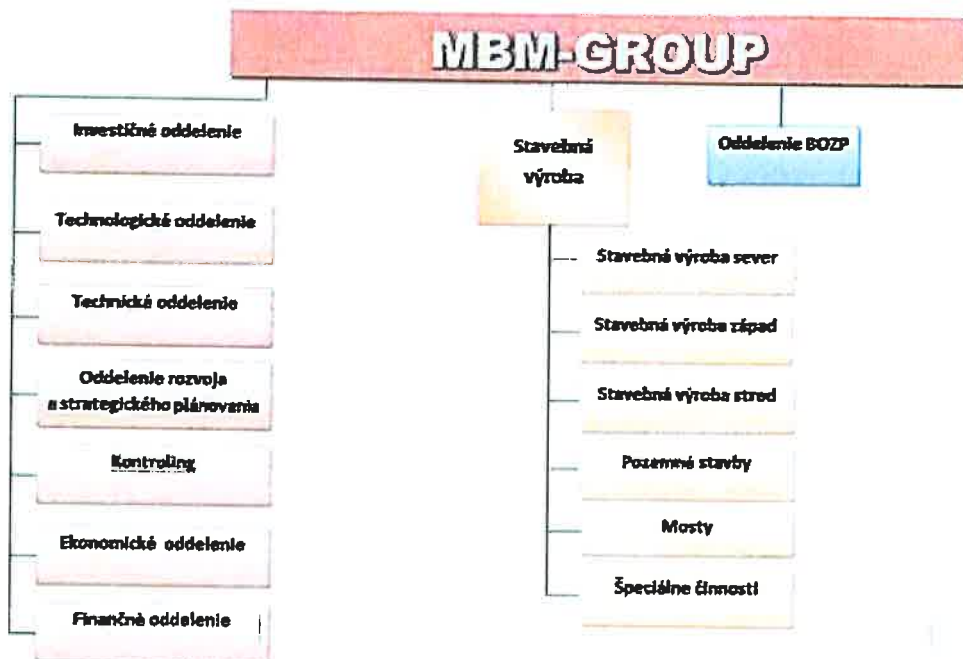 MBM-GROUP
Investičné oddelenie
Technologické oddelenie
Technické oddelenie
Oddelenie rozvoja
a strategického plánovania
Kontroling
Ekonomické oddelenie
Finančné oddelenie
Stavebná
výroba
Stavebná výroba sever
Stavebná výroba západ
Stavebná výroba stred
Pozemné stavby
Mosty
Špeciálne činnosti
Oddelenie BOZP